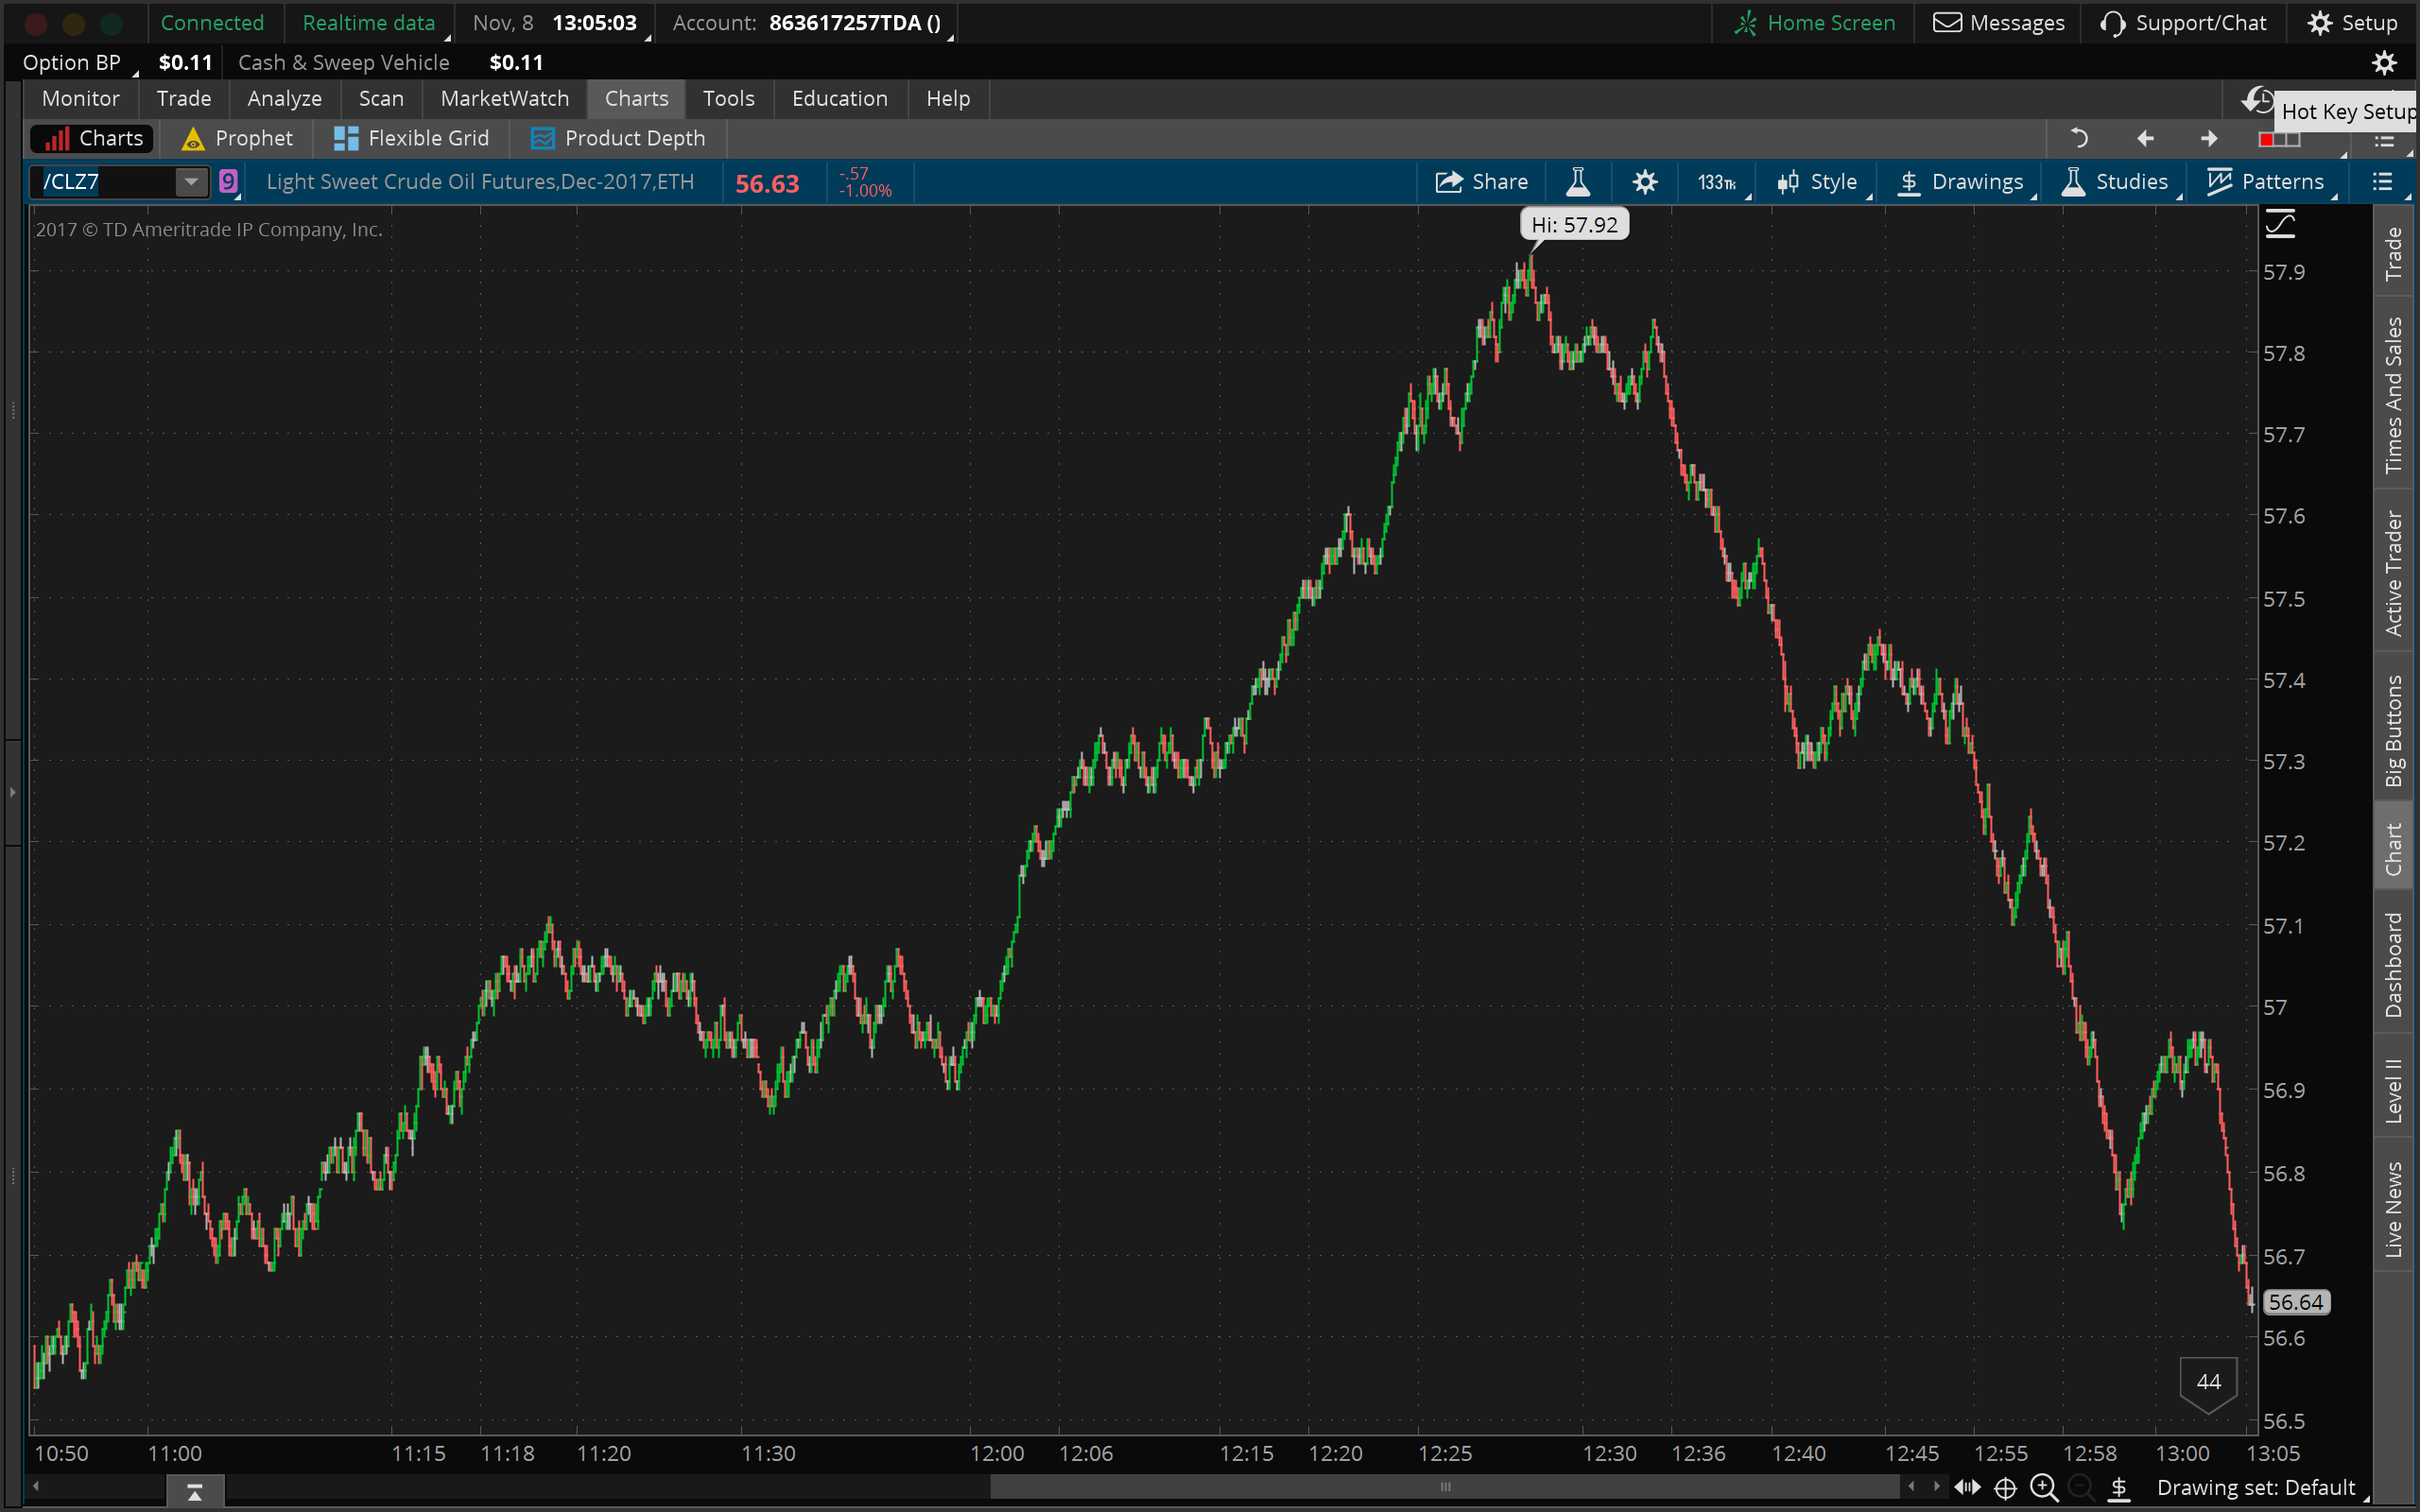 Connected Realtime data Nov, 8 13:05:03 Account: 863617257TDA () Home Screen Messages Support/Chat Setup
Option BP $0.11 Cash & Sweep Vehicle $0.11
Monitor Trade Analyze Scan MarketWatch Charts Tools Education Help
Hot Key Setup
Charts Prophet Flexible Grid Product Depth
/CLZ7 9 Light Sweet Crude Oil Futures,Dec-2017,ETH 56.63 -.57 -1.00% Share 133Tk Style Drawings Studies Patterns
2017 © TD Ameritrade IP Company, Inc.
Hi: 57.92
57.9
57.8
57.7
57.6
57.5
57.4
57.3
57.2
57.1
57
56.9
56.8
56.7
56.64
56.6
56.5
44
10:50 11:00 11:15 11:18 11:20 11:30 12:00 12:06 12:15 12:20 12:25 12:30 12:36 12:40 12:45 12:55 12:58 13:00 13:05
Drawing set: Default
Trade
Times And Sales
Active Trader
Big Buttons
Chart
Dashboard
Level II
Live News